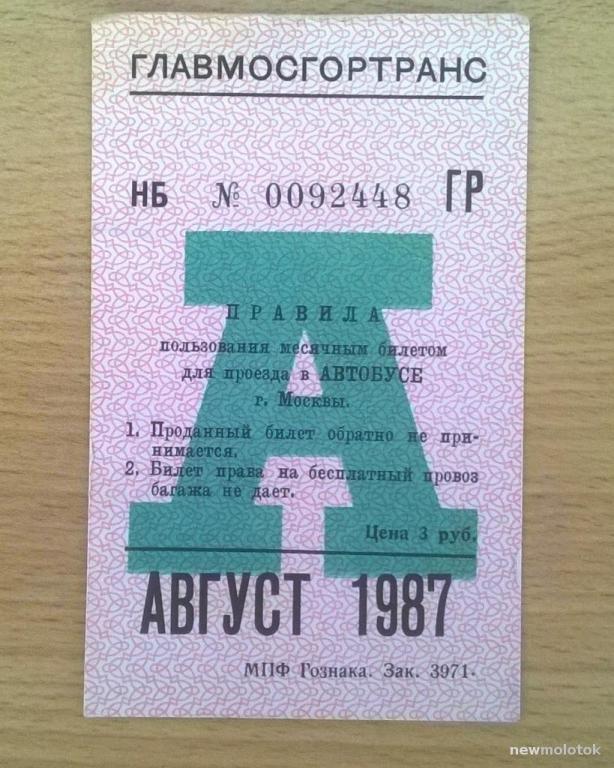 ГЛАВМОСГОРТРАНС
НБ № 0092448 ГР
А
ПРАВИЛА
пользования месячным билетом
для проезда в АВТОБУСЕ
г. Москвы.
1. Проданный билет обратно не при-
нимается.
2. Билет права на бесплатный провоз
багажа не дает.
Цена 3 руб.
АВГУСТ 1987
МПФ Гознака. Зак. 3971.
newmolotok